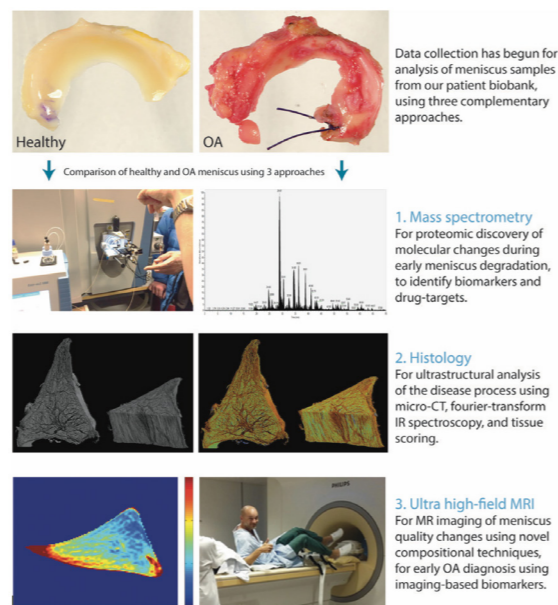 Healthy
OA
Data collection has begun for
analysis of meniscus samples
from our patient biobank,
using three complementary
approaches.
Comparison of healthy and OA meniscus using 3 approaches
1. Mass spectrometry
For proteomic discovery of
molecular changes during
early meniscus degradation,
to identify biomarkers and
drug-targets.
2. Histology
For ultrastructural analysis
of the disease process using
micro-CT, fourier-transform
IR spectroscopy, and tissue
scoring.
PHILIPS
3. Ultra high-field MRI
For MR imaging of meniscus
quality changes using novel
compositional techniques,
for early OA diagnosis using
imaging-based biomarkers.